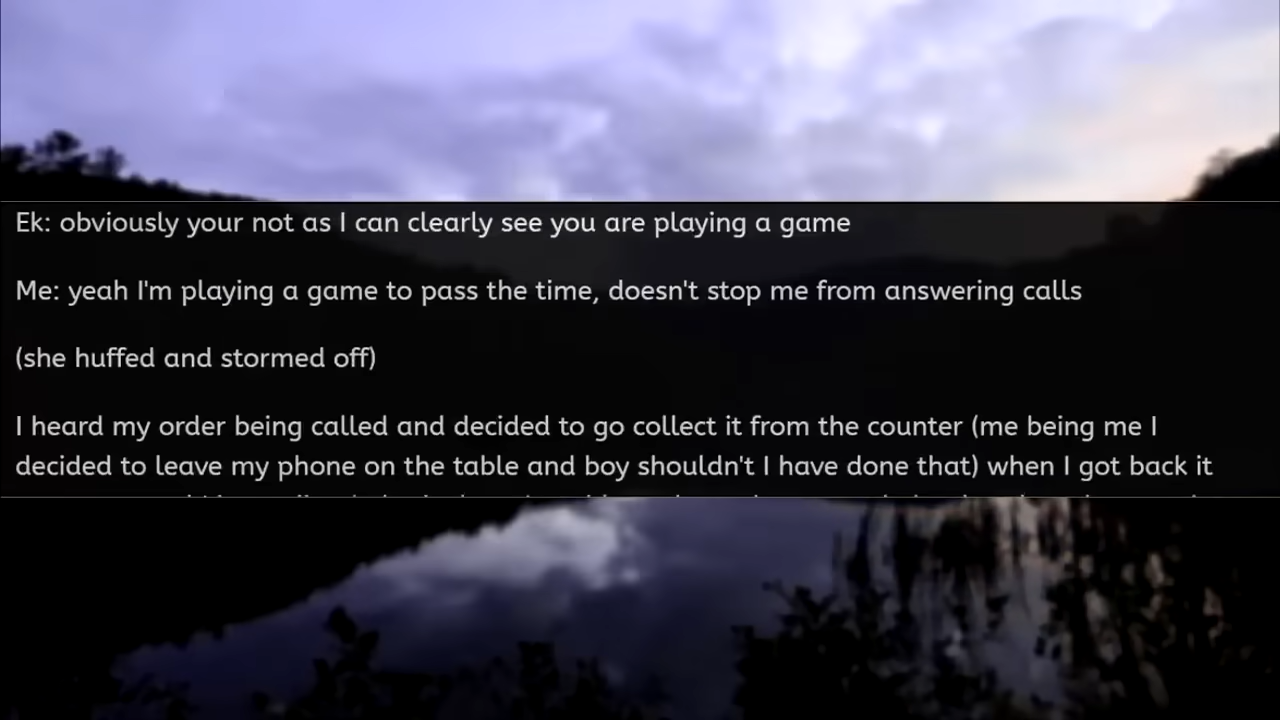 Ek: obviously your not as I can clearly see you are playing a game
Me: yeah I'm playing a game to pass the time, doesn't stop me from answering calls
(she huffed and stormed off)
I heard my order being called and decided to go collect it from the counter (me being me I
decided to leave my phone on the table and boy shouldn't I have done that) when I got back it